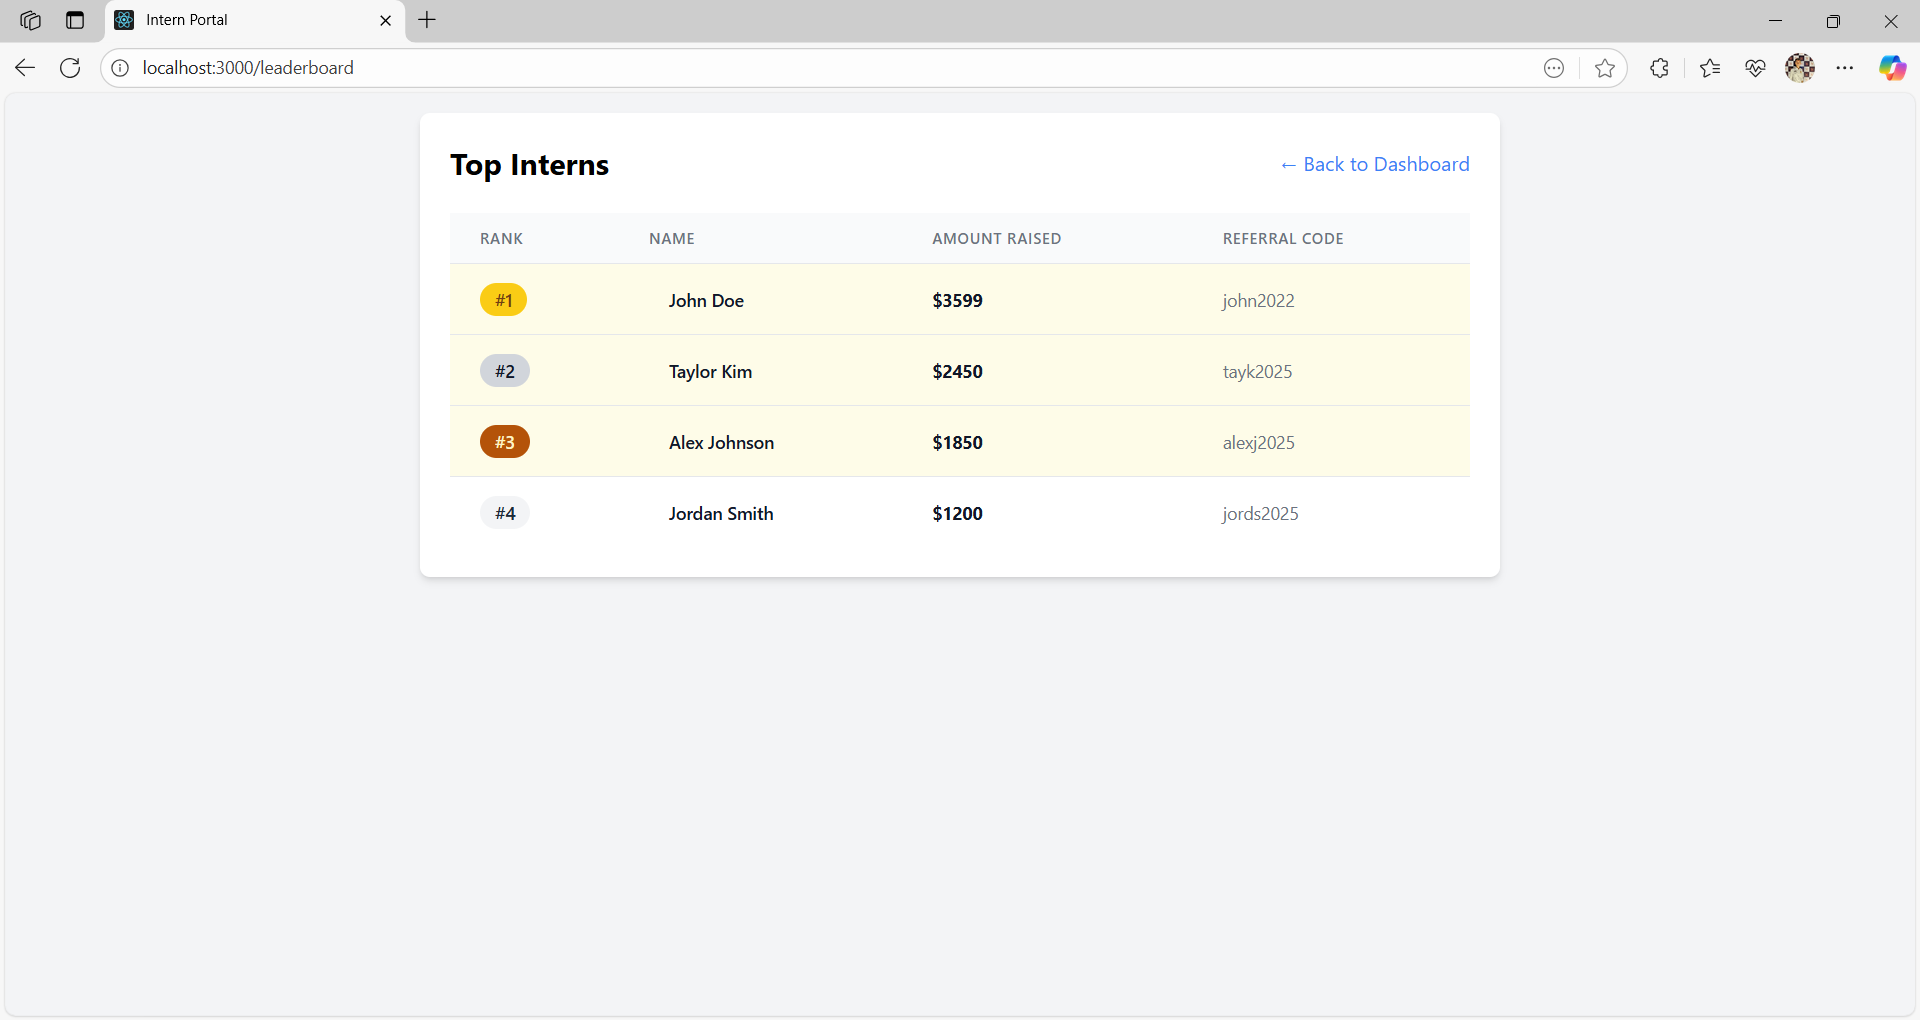 Intern Portal
localhost:3000/leaderboard
Top Interns
← Back to Dashboard
RANK NAME AMOUNT RAISED REFERRAL CODE
#1 John Doe $3599 john2022
#2 Taylor Kim $2450 tayk2025
#3 Alex Johnson $1850 alexj2025
#4 Jordan Smith $1200 jords2025